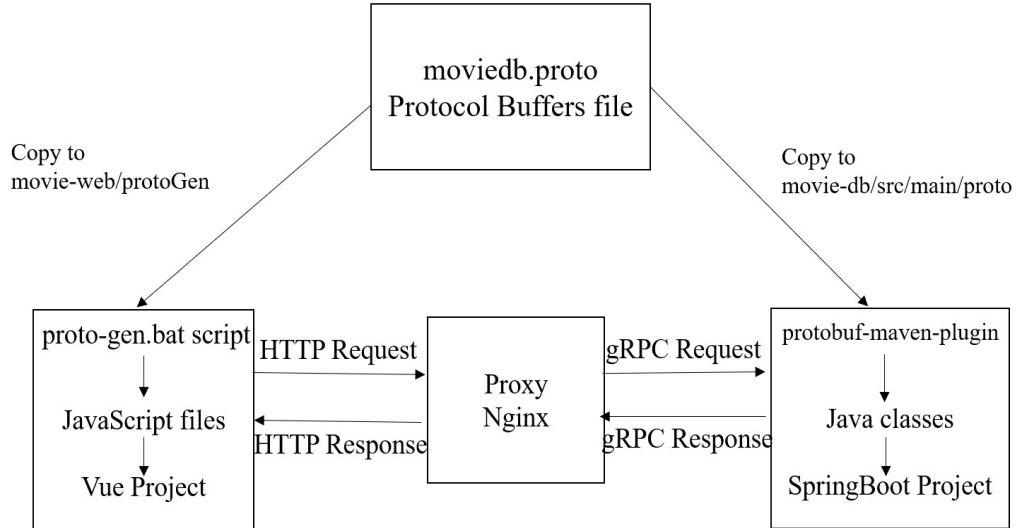 moviedb.proto
Protocol Buffers file
Copy to
movie-web/protoGen
Copy to
movie-db/src/main/proto
proto-gen.bat script
JavaScript files
Vue Project
HTTP Request
HTTP Response
Proxy
Nginx
gRPC Request
gRPC Response
protobuf-maven-plugin
Java classes
SpringBoot Project